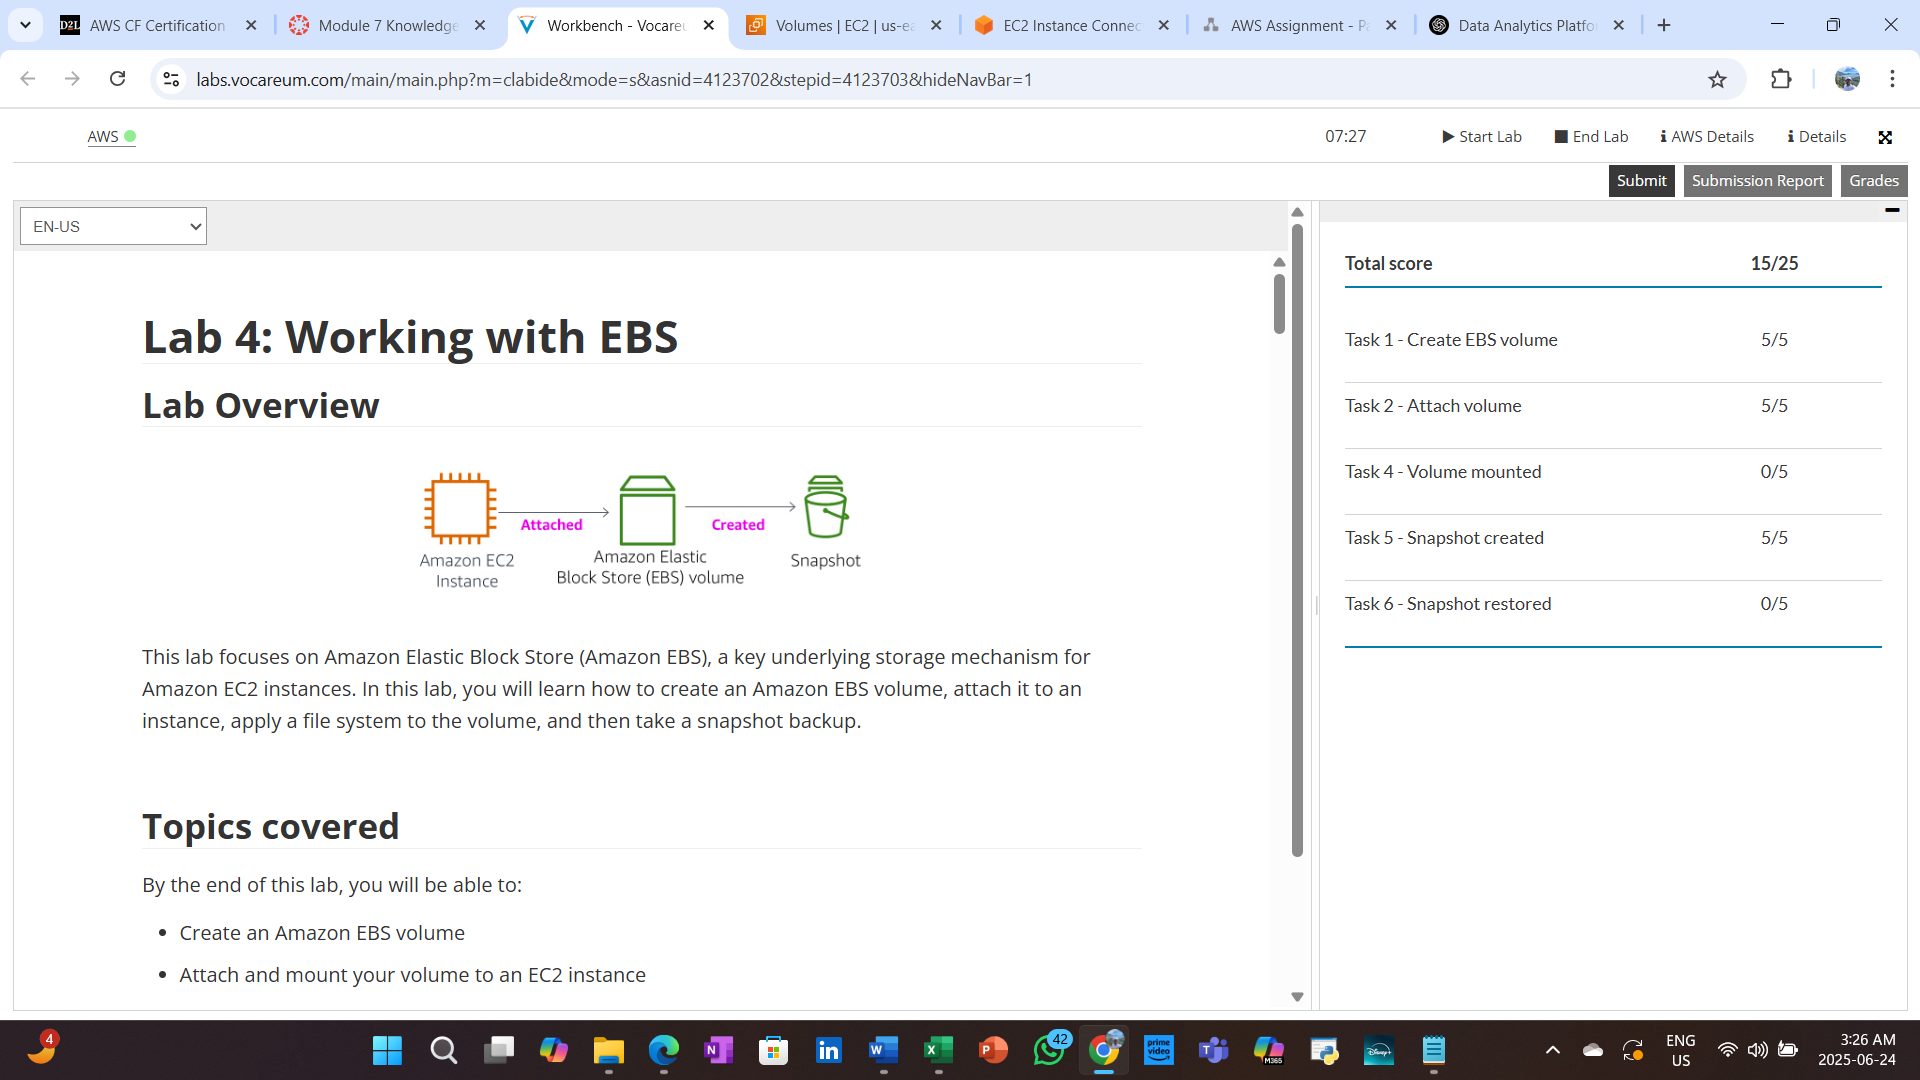 AWS CF Certification
Module 7 Knowledge
Workbench - Vocareu
Volumes | EC2 | us-ea
EC2 Instance Connec
AWS Assignment - Pa
Data Analytics Platfo
labs.vocareum.com/main/main.php?m=clabide&mode=s&asnid=4123702&stepid=4123703&hideNavBar=1
AWS
07:27
Start Lab
End Lab
AWS Details
Details
Submit
Submission Report
Grades
EN-US
Lab 4: Working with EBS
Lab Overview
Attached
Created
Amazon EC2
Instance
Amazon Elastic
Block Store (EBS) volume
Snapshot
This lab focuses on Amazon Elastic Block Store (Amazon EBS), a key underlying storage mechanism for
Amazon EC2 instances. In this lab, you will learn how to create an Amazon EBS volume, attach it to an
instance, apply a file system to the volume, and then take a snapshot backup.
Topics covered
By the end of this lab, you will be able to:
• Create an Amazon EBS volume
• Attach and mount your volume to an EC2 instance
Total score 15/25
Task 1 - Create EBS volume 5/5
Task 2 - Attach volume 5/5
Task 4 - Volume mounted 0/5
Task 5 - Snapshot created 5/5
Task 6 - Snapshot restored 0/5
4
42
prime video
M365
Disney+
ENG
US
3:26 AM
2025-06-24